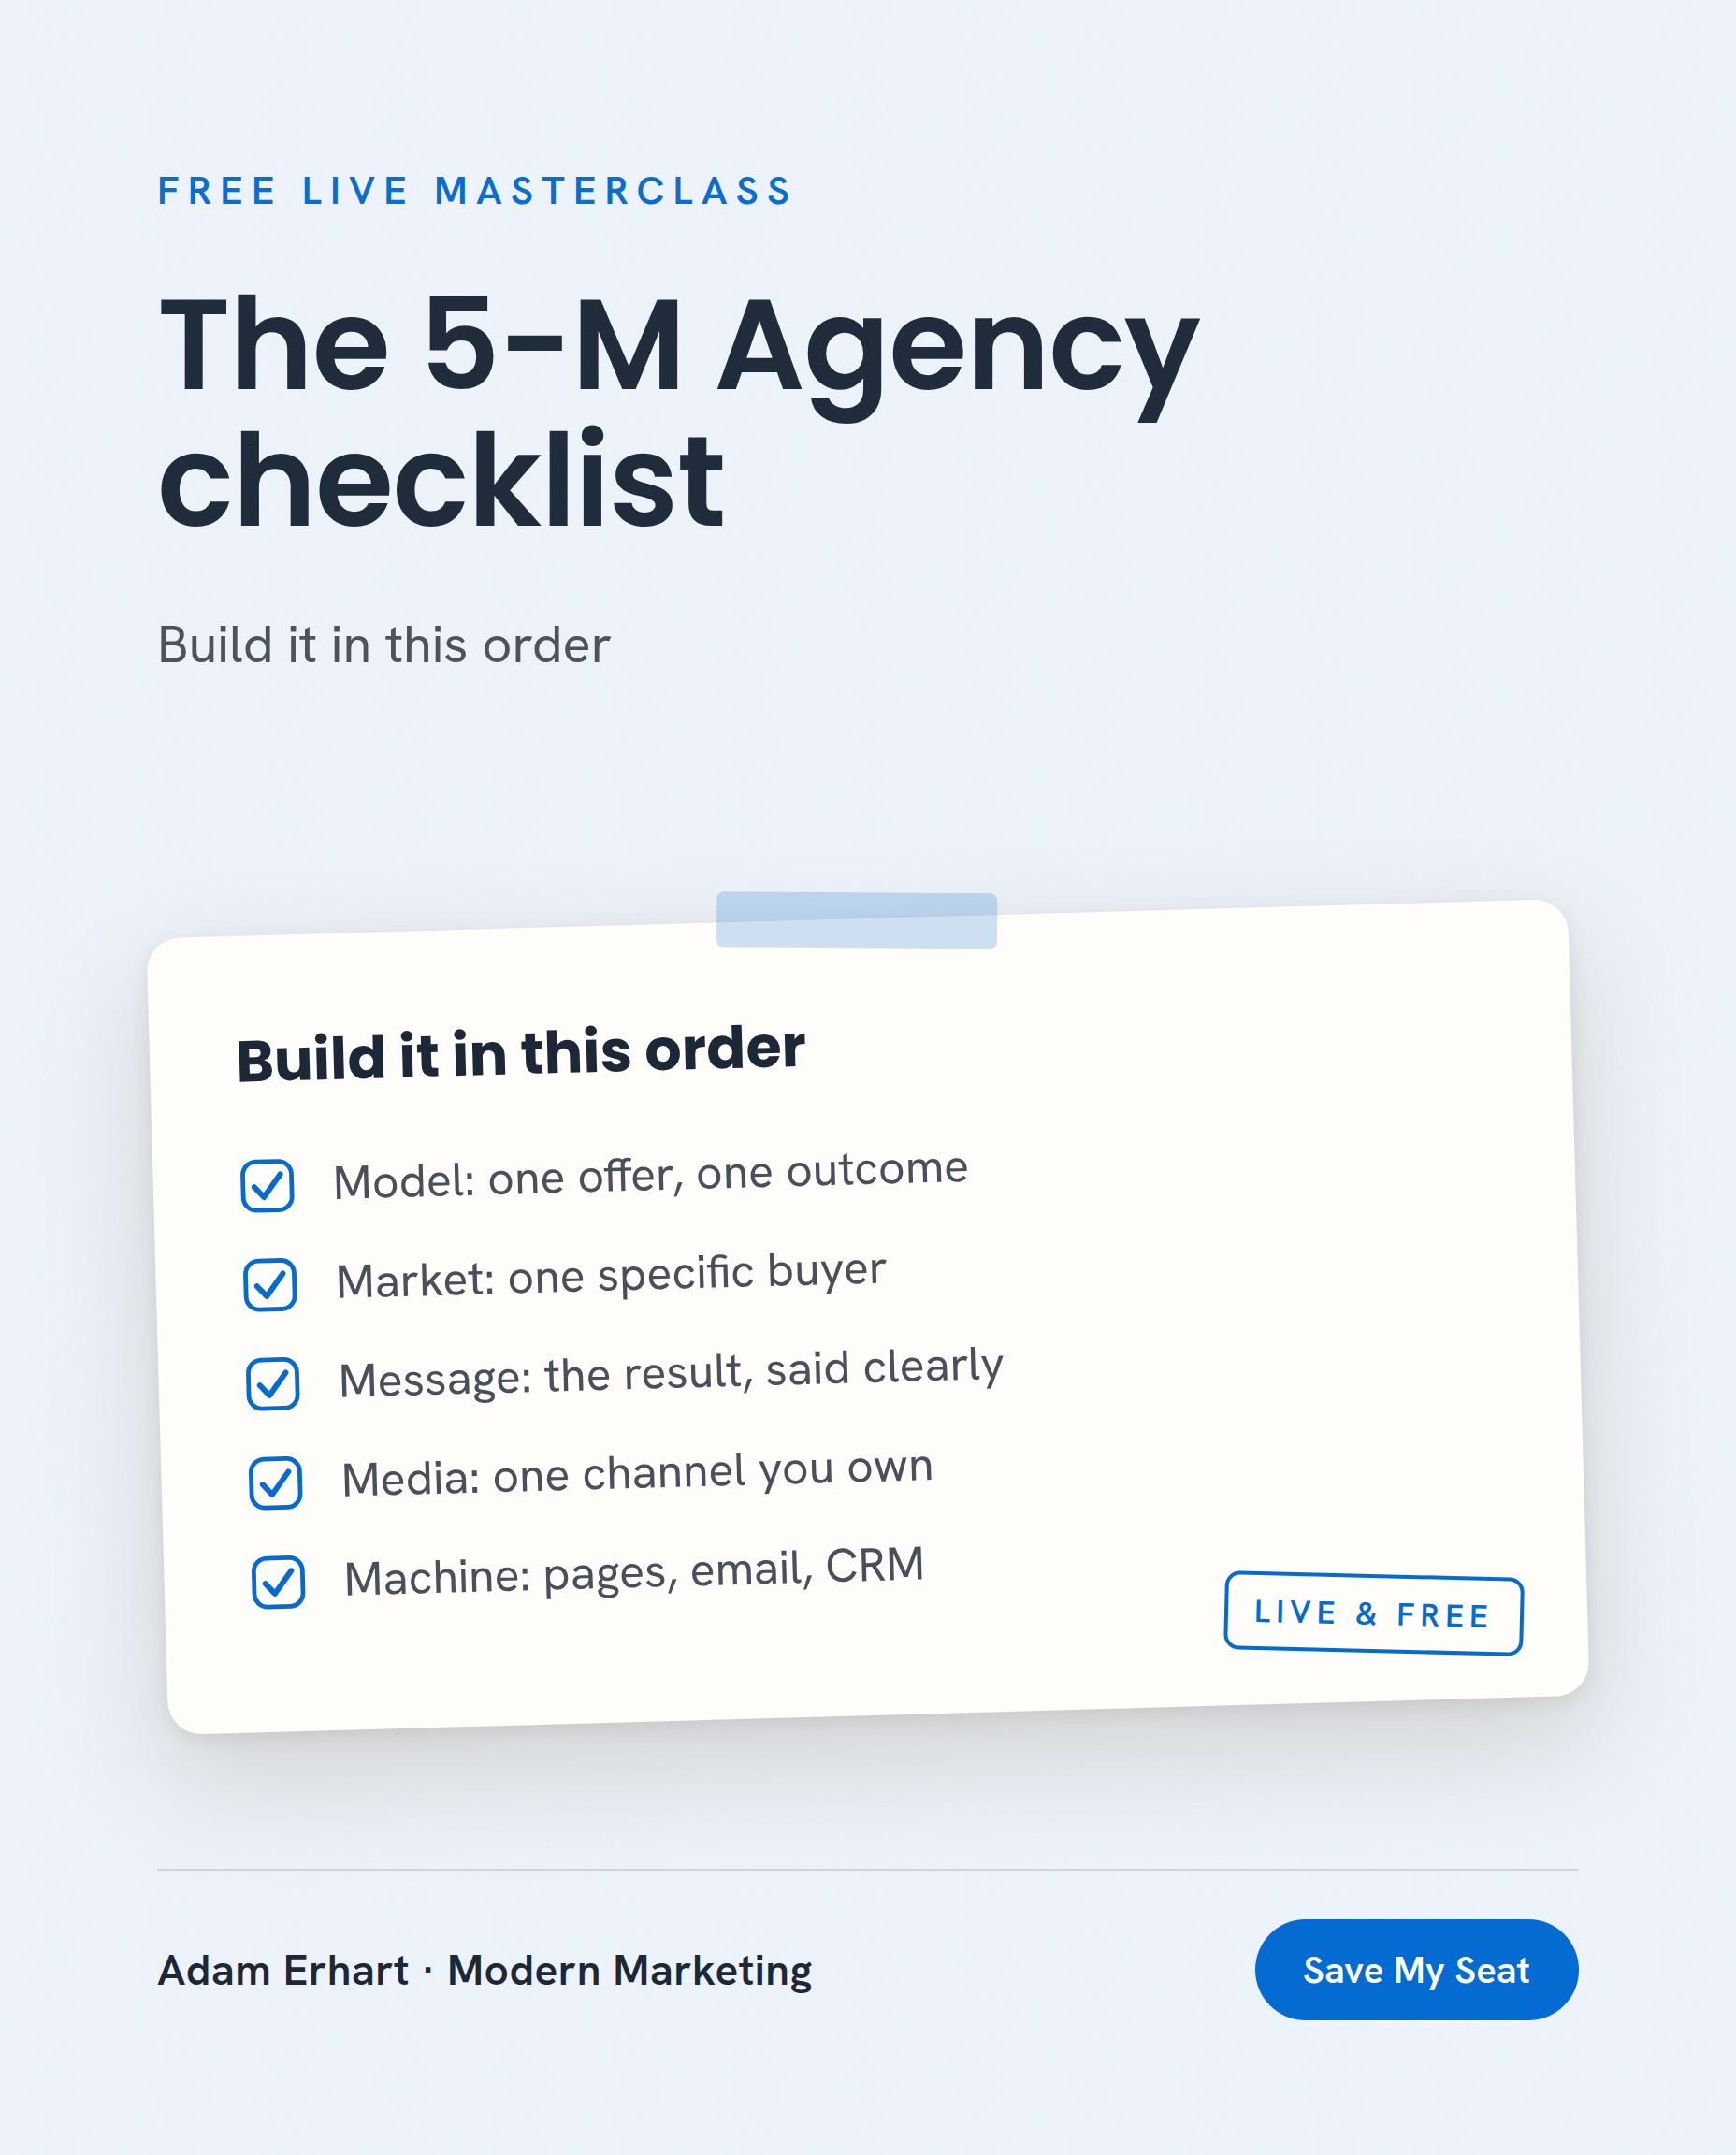 FREE LIVE MASTERCLASS
The 5-M Agency
checklist
Build it in this order
Build it in this order
Model: one offer, one outcome
Market: one specific buyer
Message: the result, said clearly
Media: one channel you own
Machine: pages, email, CRM
LIVE & FREE
Adam Erhart · Modern Marketing
Save My Seat